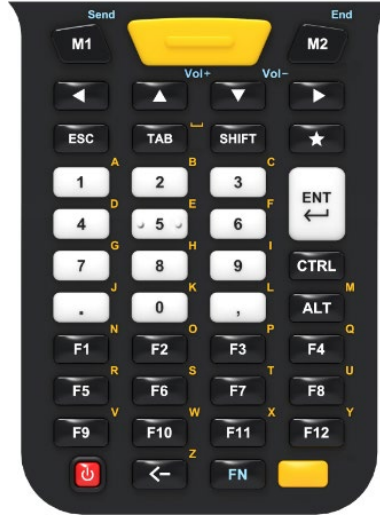 Send End
M1 M2
Vol+ Vol-
ESC TAB SHIFT
A B C
1 2 3 ENT
D E F
4 5 6
G H I
7 8 9 CTRL
J K L M
. 0 , ALT
N O P Q
F1 F2 F3 F4
R S T U
F5 F6 F7 F8
V W X Y
F9 F10 F11 F12
Z
FN